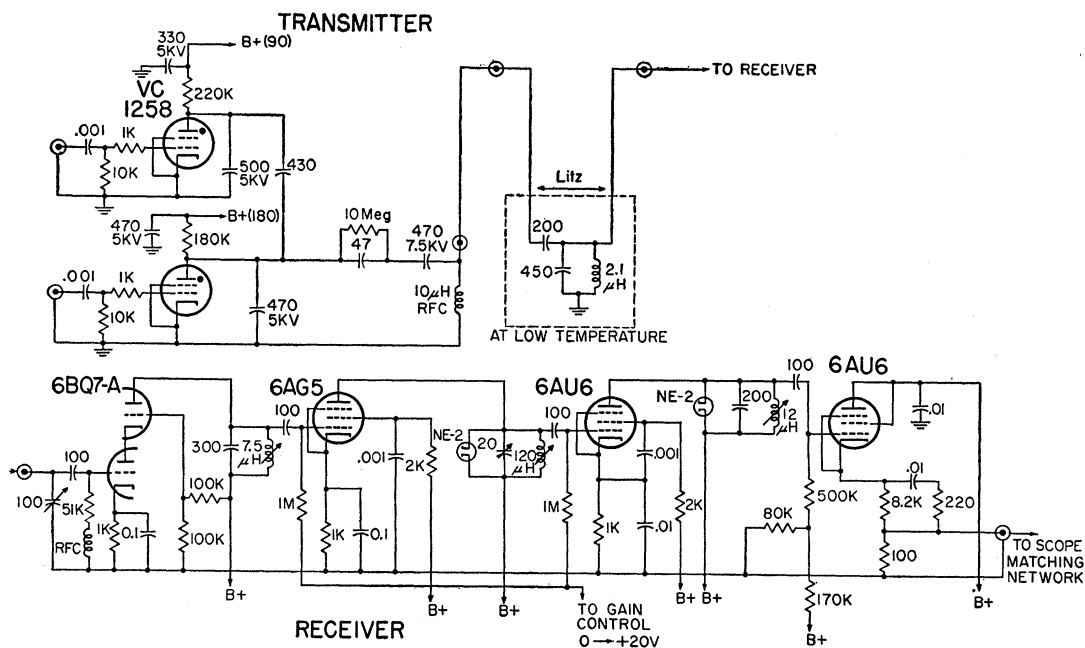 TRANSMITTER
330
5KV
B+(90)
VC
1258
220K
.001
1K
10K
500
5KV
430
B+(180)
470
5KV
180K
.001
1K
10K
470
5KV
10 Meg
47
470
7.5KV
10μH
RFC
TO RECEIVER
Litz
200
450
2.1
μH
AT LOW TEMPERATURE
6BQ7-A
100
100
51K
RFC
1K
0.1
100K
100K
300
7.5
μH
B+
6AG5
100
1M
1K
0.1
.001
2K
B+
NE-2
20
120
μH
B+
6AU6
100
1M
1K
.001
.01
2K
B+
B+
NE-2
200
12
μH
100
6AU6
.01
500K
80K
170K
B+
8.2K
.01
220
100
B+
TO SCOPE
MATCHING
NETWORK
TO GAIN
CONTROL
0→+20V
RECEIVER